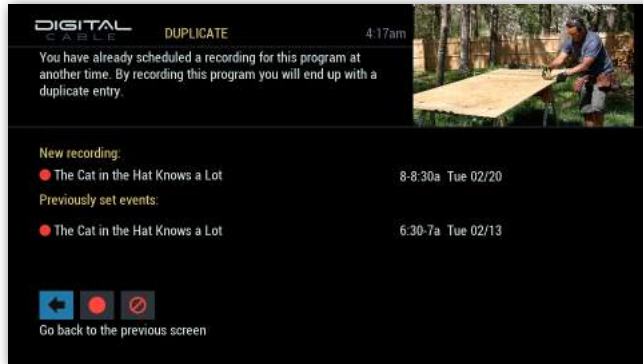 DIGITAL
CABLE
DUPLICATE
4:17am
You have already scheduled a recording for this program at
another time. By recording this program you will end up with a
duplicate entry.
New recording:
The Cat in the Hat Knows a Lot 8-8:30a Tue 02/20
Previously set events:
The Cat in the Hat Knows a Lot 6:30-7a Tue 02/13
Go back to the previous screen